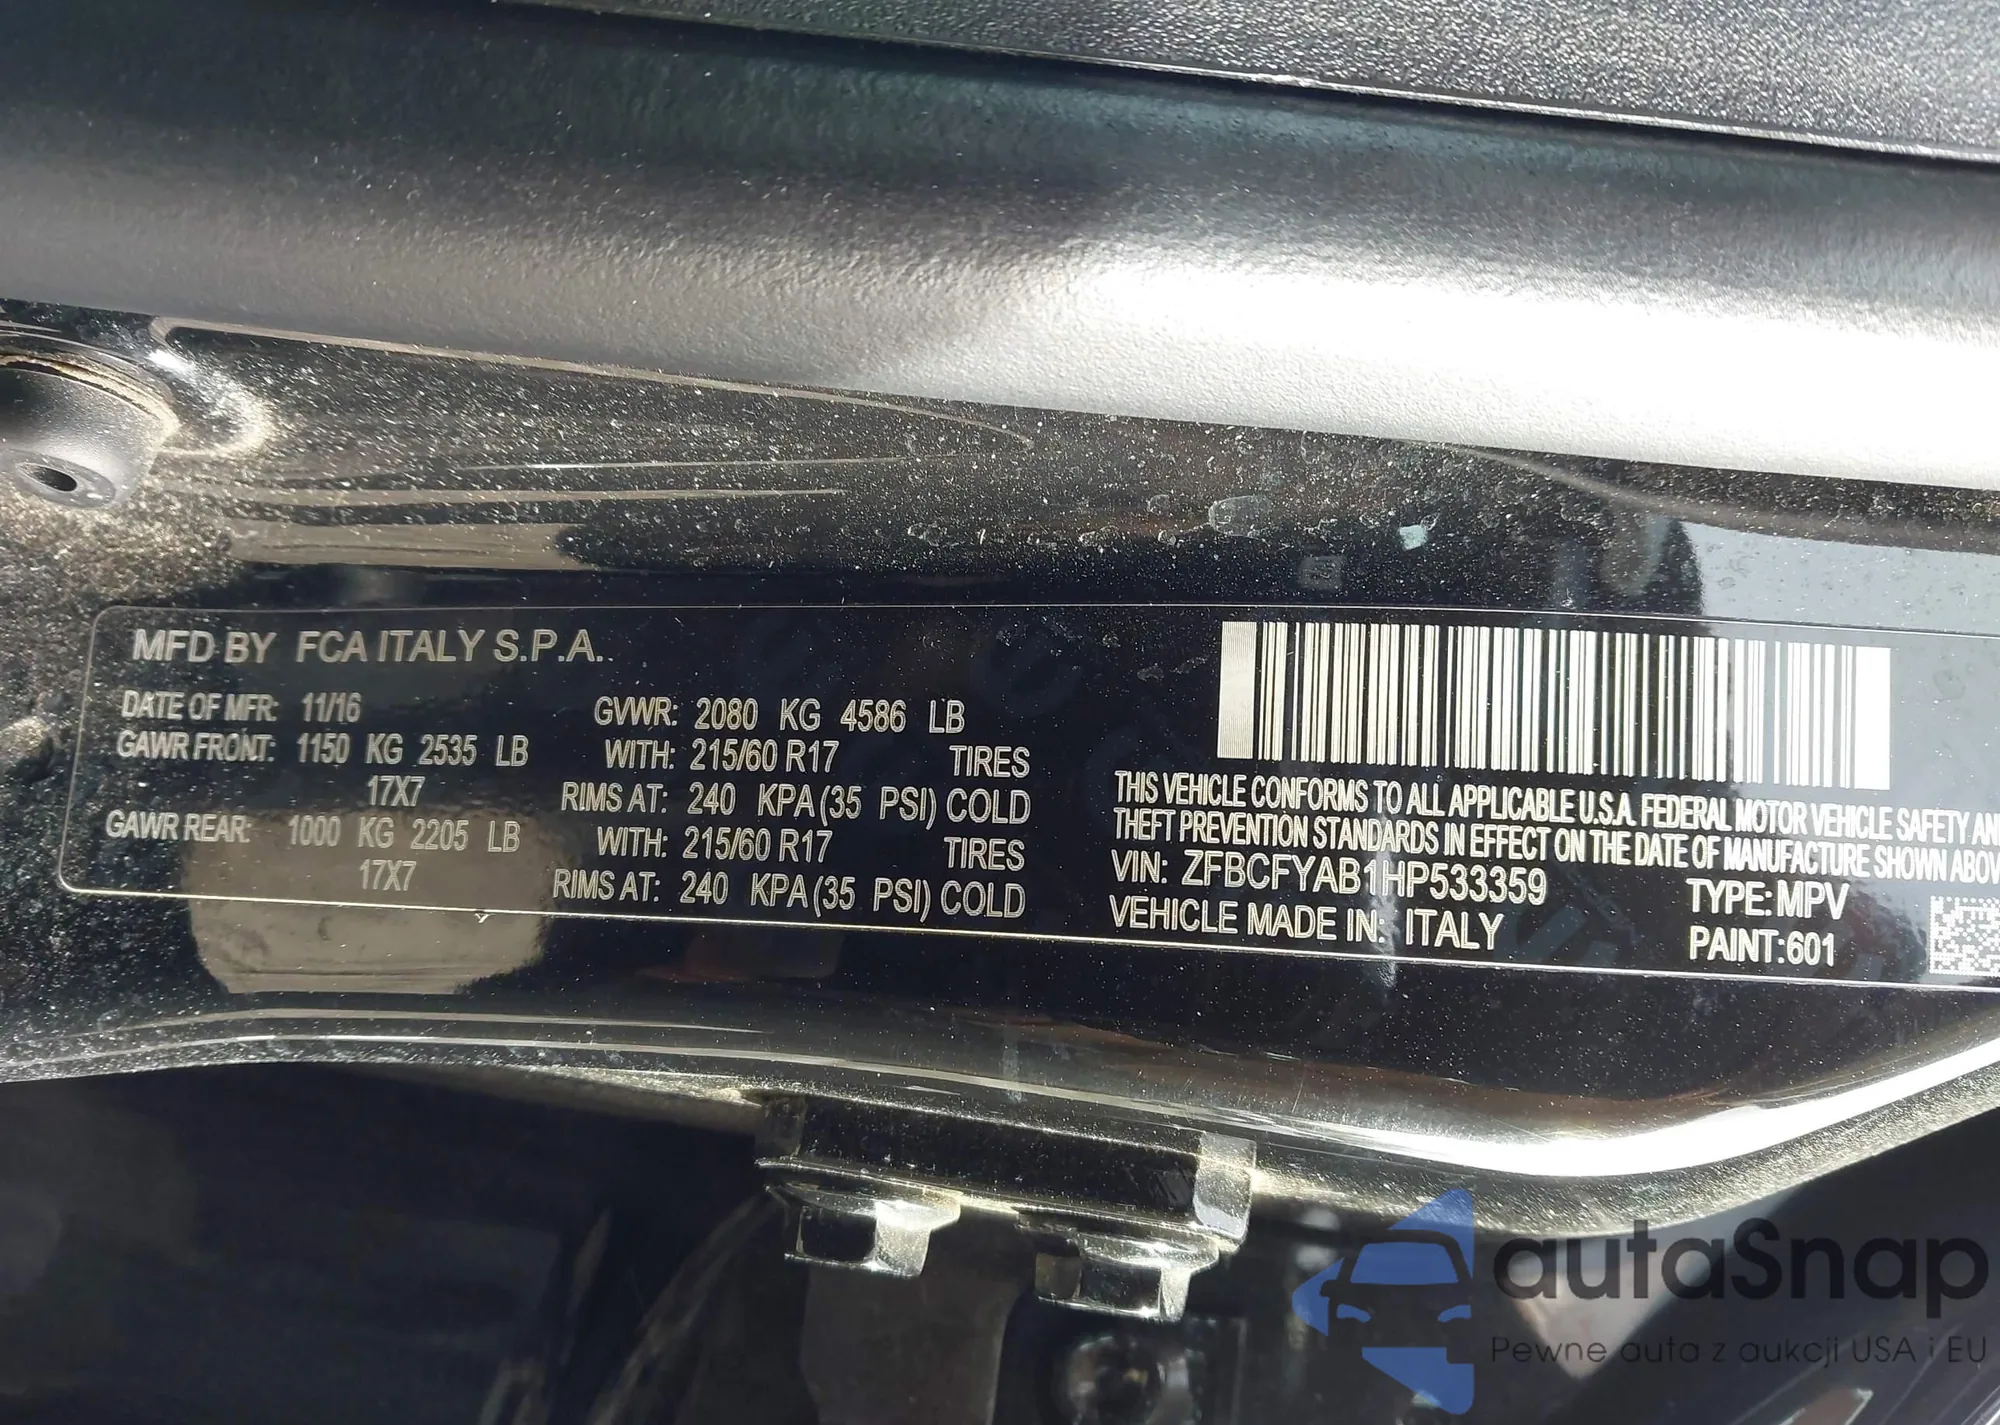 MFD BY FCA ITALY S.P.A.
DATE OF MFR: 11/16 GVWR: 2080 KG 4586 LB
GAWR FRONT: 1150 KG 2535 LB WITH: 215/60 R17 TIRES
17X7 RIMS AT: 240 KPA (35 PSI) COLD
GAWR REAR: 1000 KG 2205 LB WITH: 215/60 R17 TIRES
17X7 RIMS AT: 240 KPA (35 PSI) COLD
THIS VEHICLE CONFORMS TO ALL APPLICABLE U.S.A. FEDERAL MOTOR VEHICLE SAFETY AN
THEFT PREVENTION STANDARDS IN EFFECT ON THE DATE OF MANUFACTURE SHOWN ABOV
VIN: ZFBCFYAB1HP533359 TYPE: MPV
VEHICLE MADE IN: ITALY PAINT: 601
autaSnap
Pewne auta z aukcji USA i EU